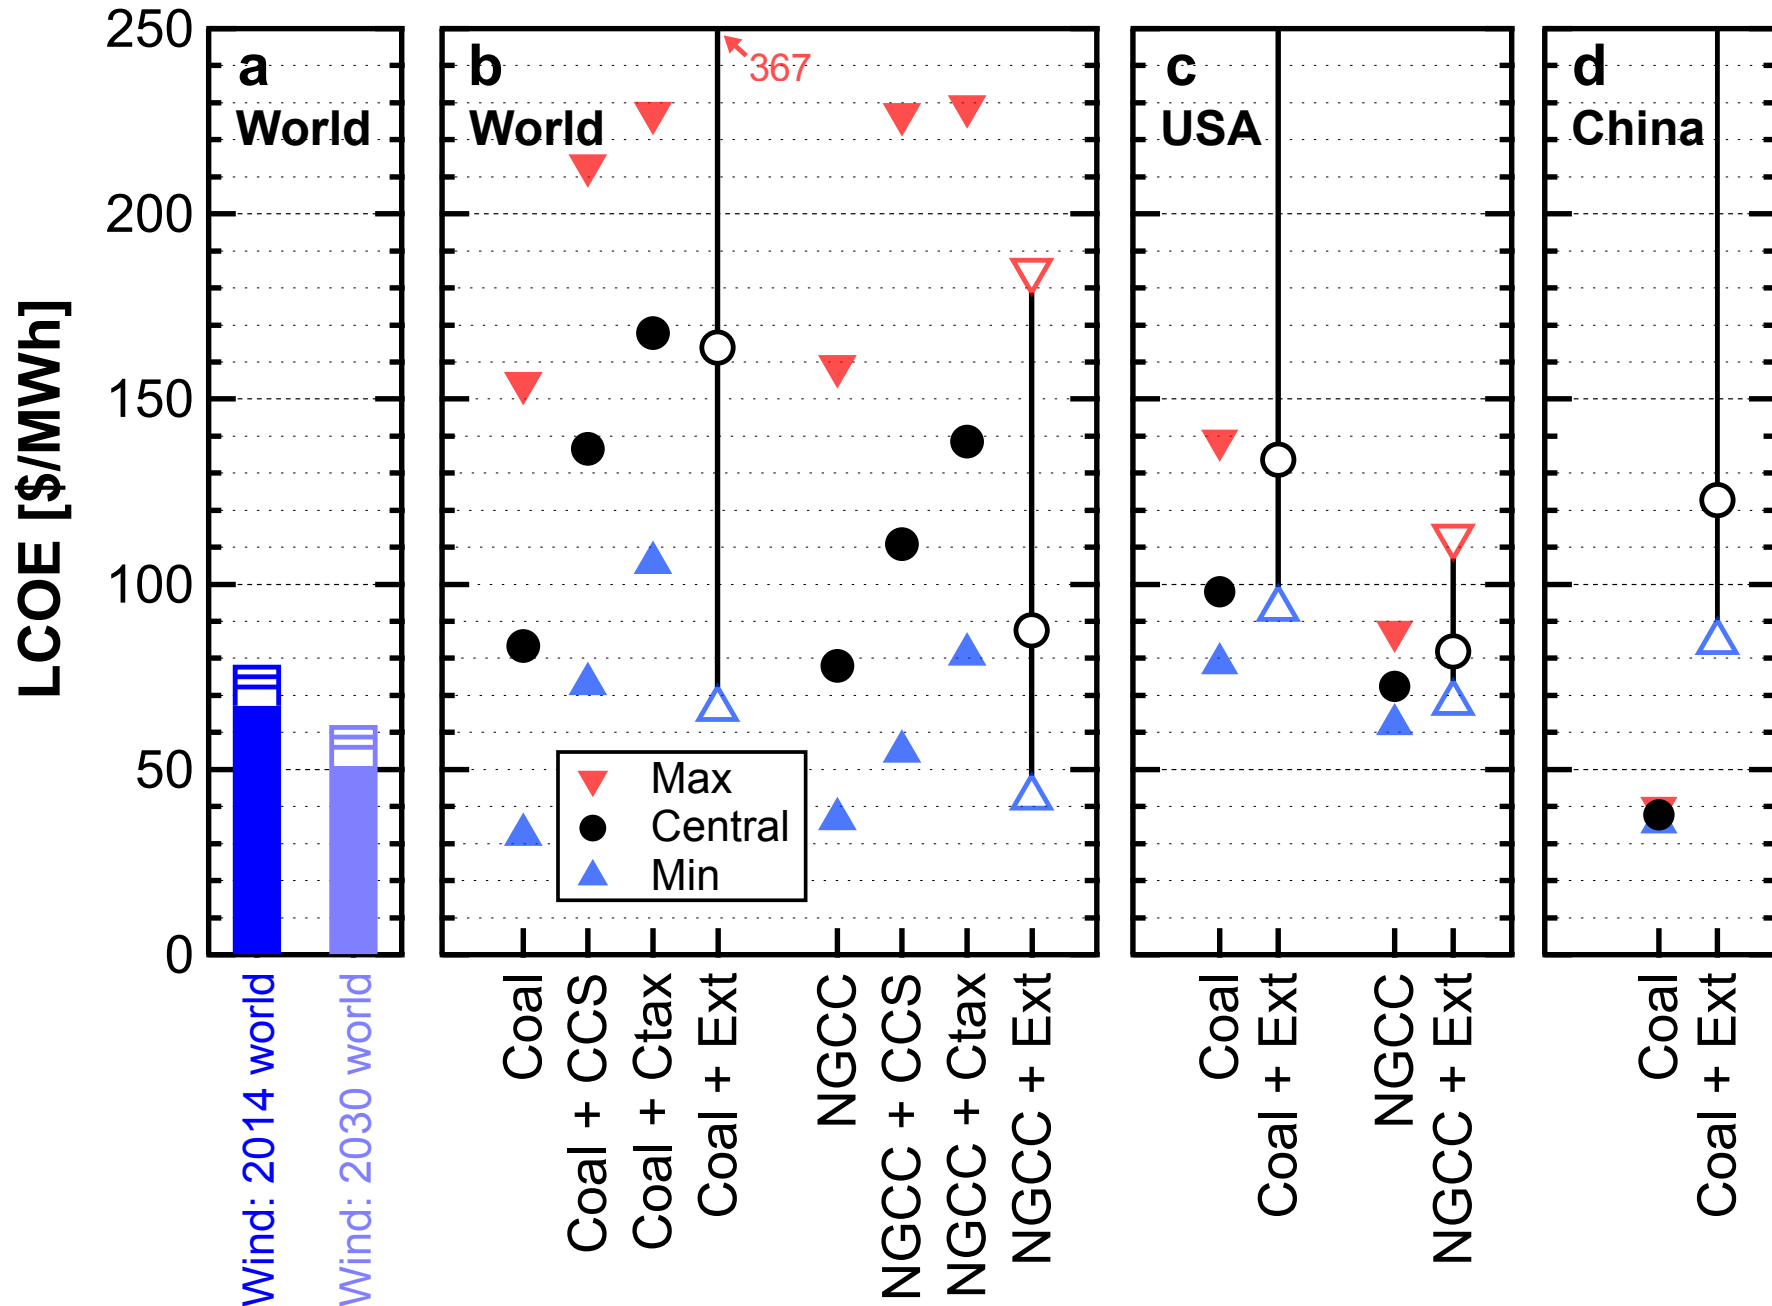 LCOE [$/MWh]
250
200
150
100
50
0
a
World
Wind: 2014 world
Wind: 2030 world
b
World
367
Max
Central
Min
Coal
Coal + CCS
Coal + Ctax
Coal + Ext
NGCC
NGCC + CCS
NGCC + Ctax
NGCC + Ext
c
USA
Coal
Coal + Ext
NGCC
NGCC + Ext
d
China
Coal
Coal + Ext